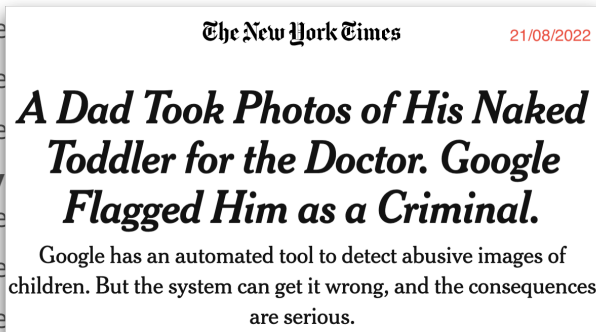 The New York Times
21/08/2022
A Dad Took Photos of His Naked
Toddler for the Doctor. Google
Flagged Him as a Criminal.
Google has an automated tool to detect abusive images of
children. But the system can get it wrong, and the consequences
are serious.